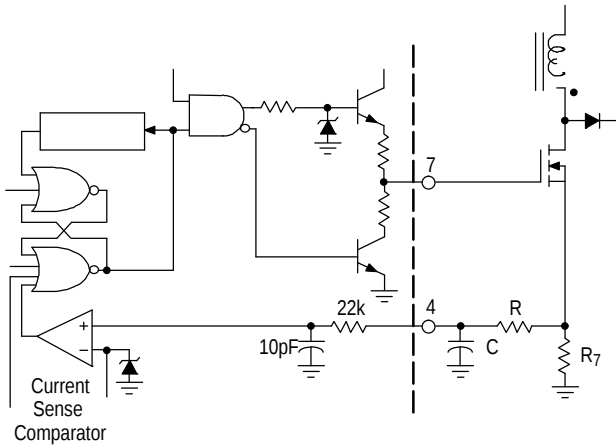 7
22k
4
R
10pF
C
R7
+
−
Current
Sense
Comparator